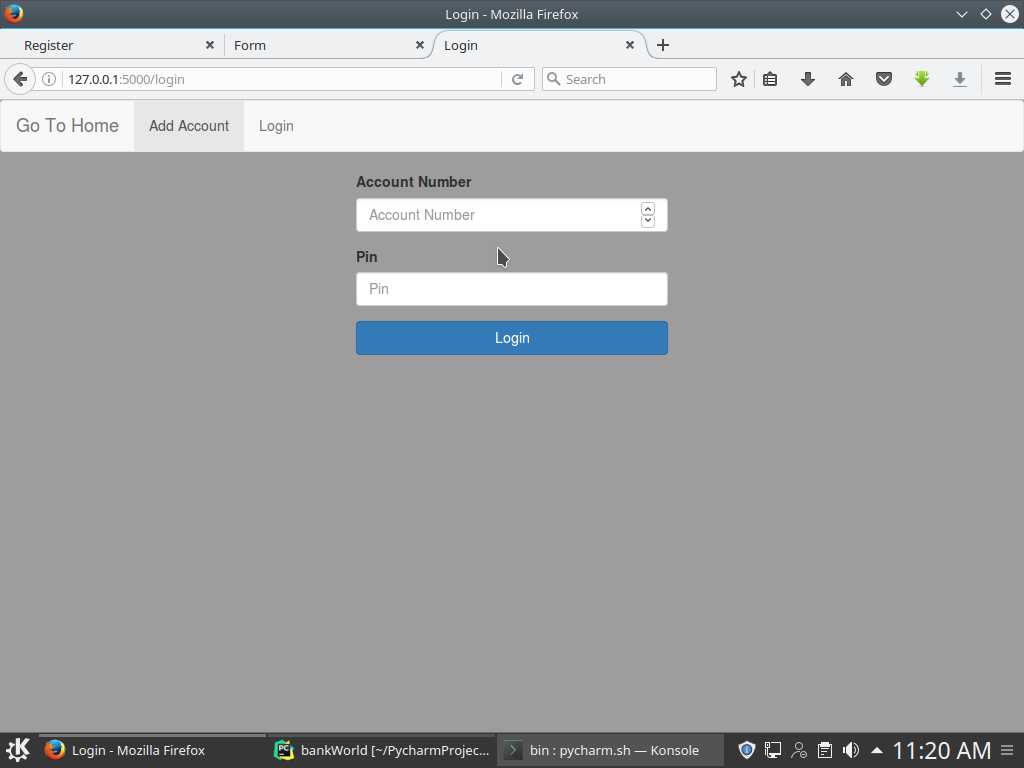 Login - Mozilla Firefox
Register
Form
Login
127.0.0.1:5000/login
Search
Go To Home
Add Account
Login
Account Number
Account Number
Pin
Pin
Login
Login - Mozilla Firefox
PC
bankWorld [~/PycharmProjec...
bin : pycharm.sh — Konsole
11:20 AM